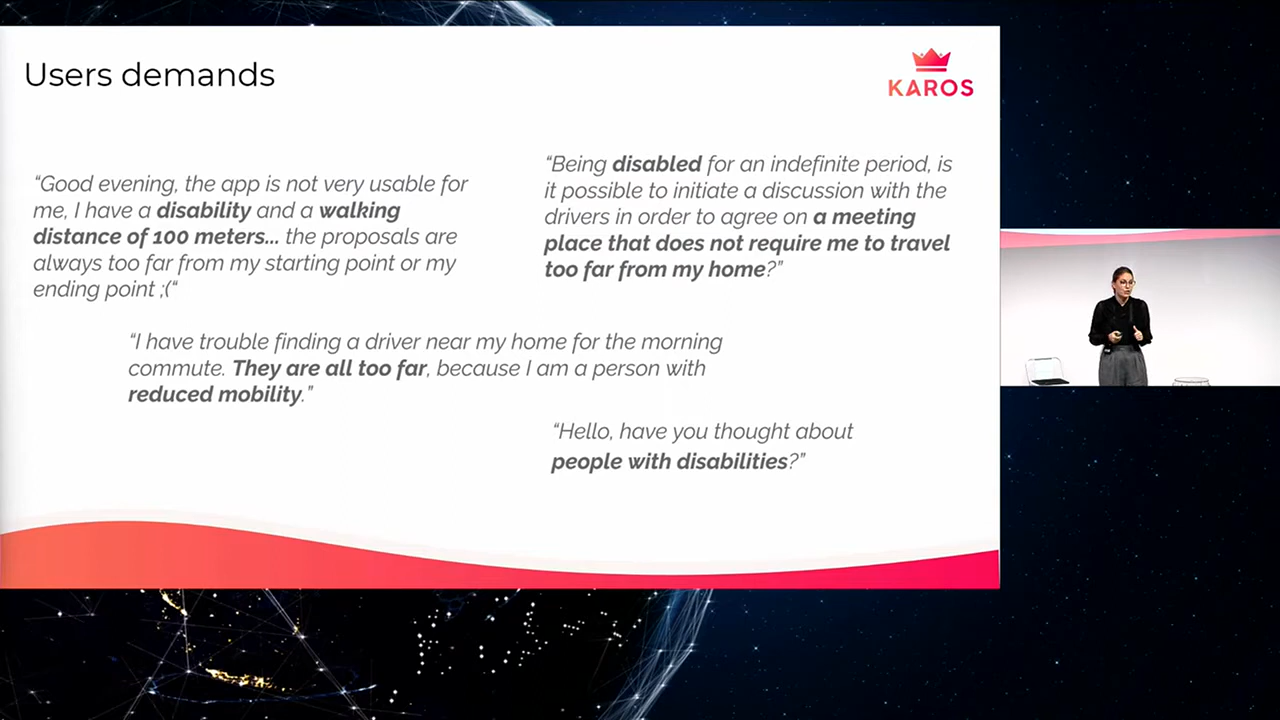 Users demands
KAROS
“Good evening, the app is not very usable for
me, I have a disability and a walking
distance of 100 meters... the proposals are
always too far from my starting point or my
ending point ;(“
“Being disabled for an indefinite period, is
it possible to initiate a discussion with the
drivers in order to agree on a meeting
place that does not require me to travel
too far from my home?”
“I have trouble finding a driver near my home for the morning
commute. They are all too far, because I am a person with
reduced mobility.”
“Hello, have you thought about
people with disabilities?”